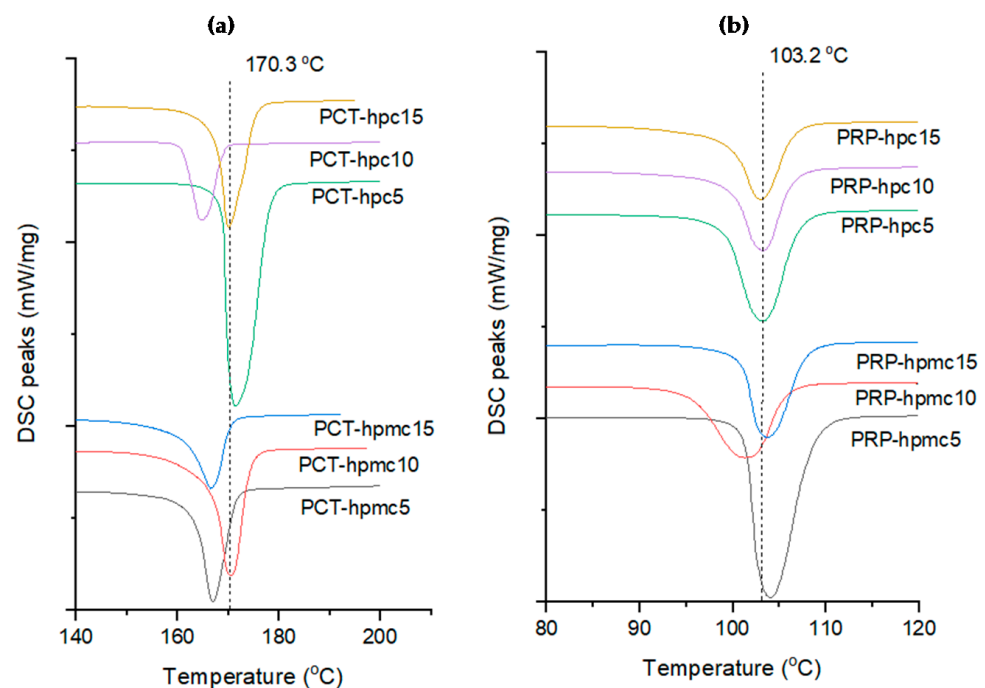 (a)
170.3 °C
PCT-hpc15
PCT-hpc10
PCT-hpc5
PCT-hpmc15
PCT-hpmc10
PCT-hpmc5
DSC peaks (mW/mg)
140 160 180 200
Temperature (°C)
(b)
103.2 °C
PRP-hpc15
PRP-hpc10
PRP-hpc5
PRP-hpmc15
PRP-hpmc10
PRP-hpmc5
DSC peaks (mW/mg)
80 90 100 110 120
Temperature (°C)